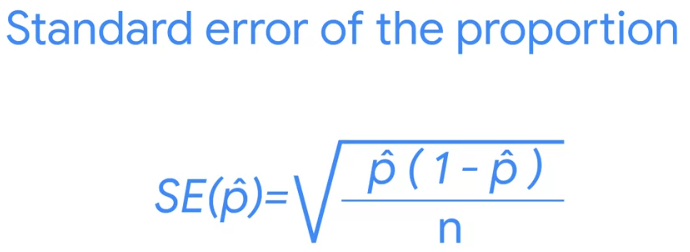 Standard error of the proportion
SE(p̂)=√(p̂(1-p̂)/n)